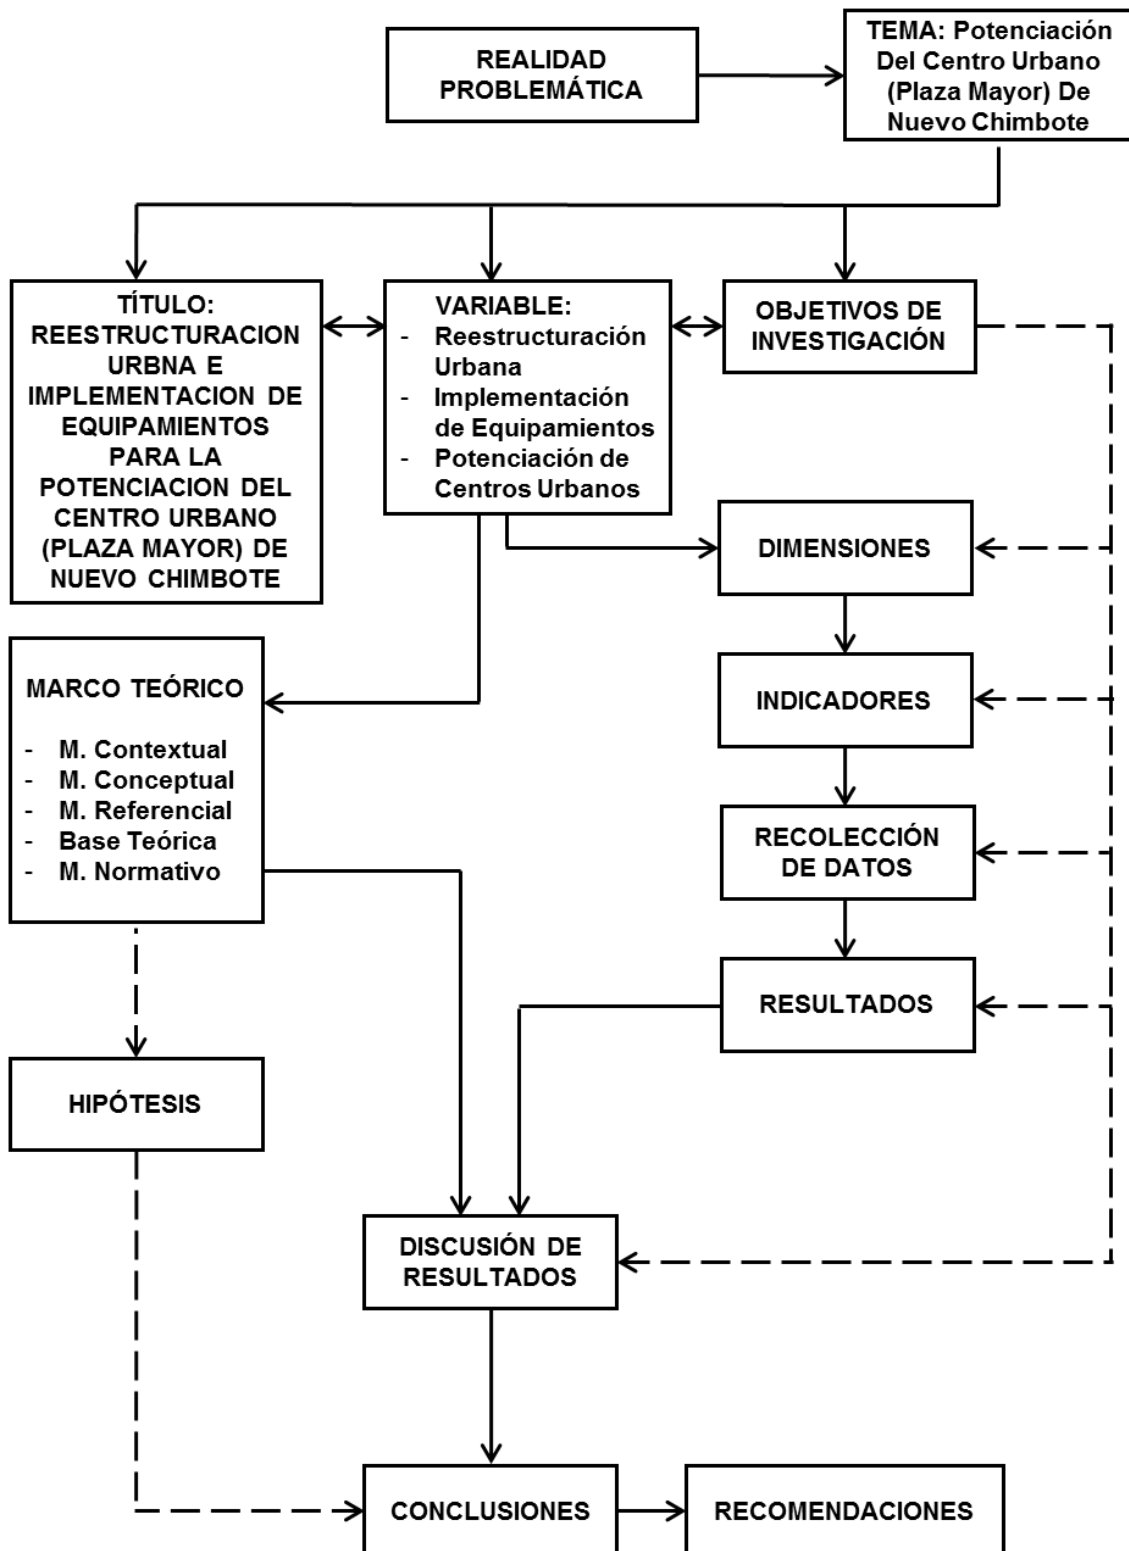 REALIDAD
PROBLEMÁTICA
TEMA: Potenciación
Del Centro Urbano
(Plaza Mayor) De
Nuevo Chimbote
TÍTULO:
REESTRUCTURACION
URBNA E
IMPLEMENTACION DE
EQUIPAMIENTOS
PARA LA
POTENCIACION DEL
CENTRO URBANO
(PLAZA MAYOR) DE
NUEVO CHIMBOTE
VARIABLE:
- Reestructuración
Urbana
- Implementación
de Equipamientos
- Potenciación de
Centros Urbanos
OBJETIVOS DE
INVESTIGACIÓN
DIMENSIONES
MARCO TEÓRICO
- M. Contextual
- M. Conceptual
- M. Referencial
- Base Teórica
- M. Normativo
INDICADORES
RECOLECCIÓN
DE DATOS
RESULTADOS
HIPÓTESIS
DISCUSIÓN DE
RESULTADOS
CONCLUSIONES
RECOMENDACIONES